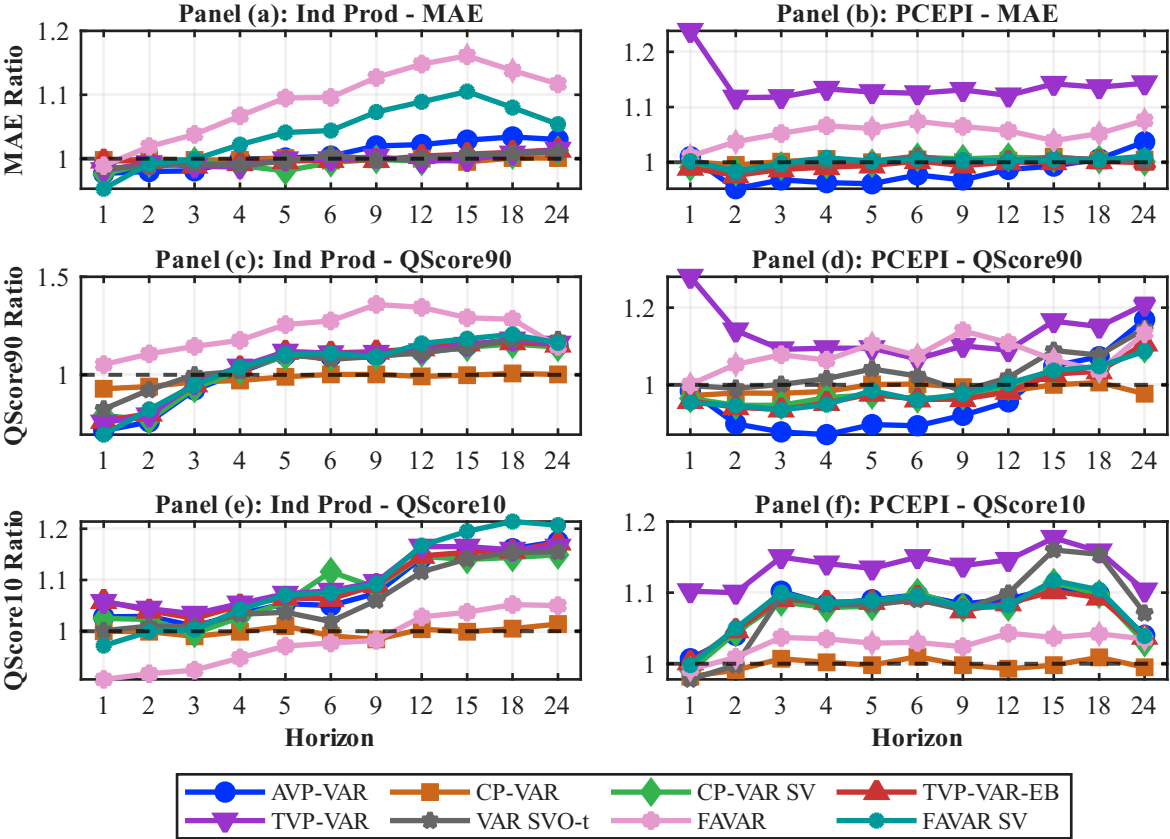 Panel (a): Ind Prod - MAE
Panel (b): PCEPI - MAE
MAE Ratio
1.2
1.1
1
1 2 3 4 5 6 9 12 15 18 24
1.2
1.1
1
1 2 3 4 5 6 9 12 15 18 24
Panel (c): Ind Prod - QScore90
Panel (d): PCEPI - QScore90
QScore90 Ratio
1.5
1
1 2 3 4 5 6 9 12 15 18 24
1.2
1
1 2 3 4 5 6 9 12 15 18 24
Panel (e): Ind Prod - QScore10
Panel (f): PCEPI - QScore10
QScore10 Ratio
1.2
1.1
1
1 2 3 4 5 6 9 12 15 18 24
Horizon
1.2
1.1
1
1 2 3 4 5 6 9 12 15 18 24
Horizon
AVP-VAR CP-VAR CP-VAR SV TVP-VAR-EB
TVP-VAR VAR SVO-t FAVAR FAVAR SV